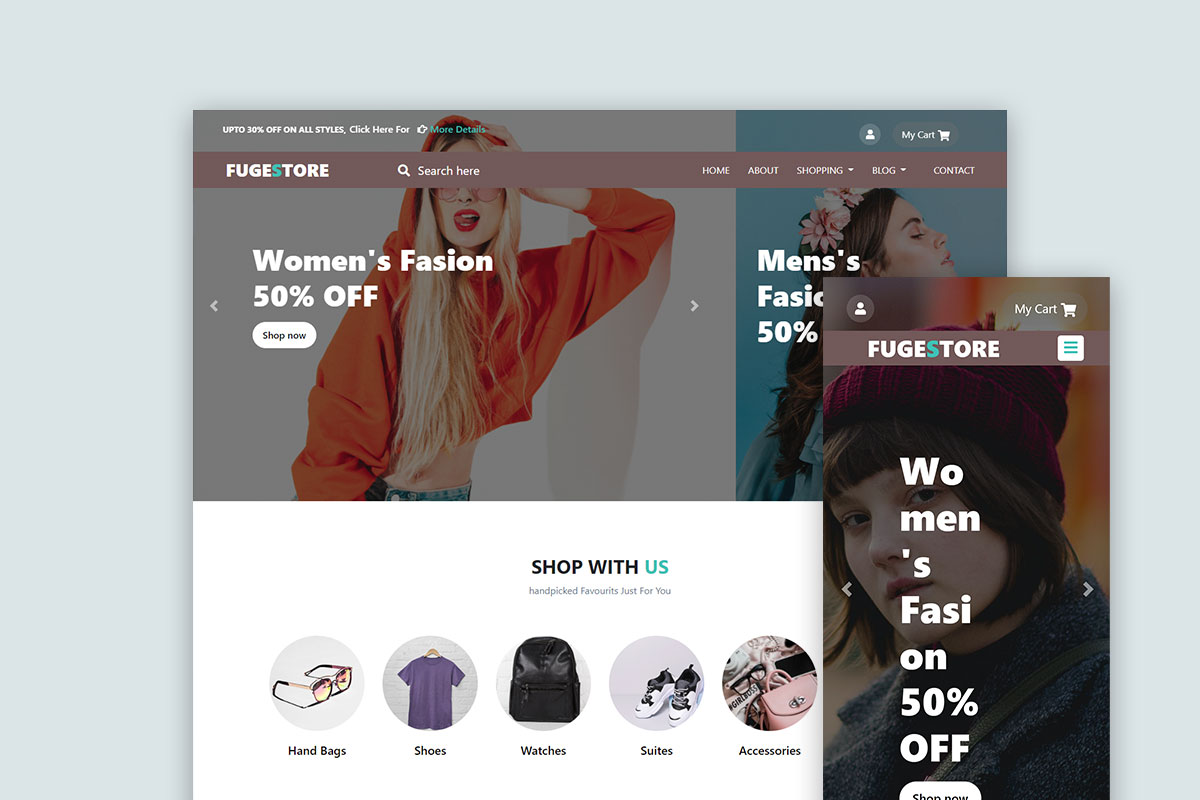 UPTO 30% OFF ON ALL STYLES, Click Here For More Details
My Cart
FUGESTORE
Search here
HOME ABOUT SHOPPING BLOG CONTACT
Women's Fasion
50% OFF
Shop now
Mens's
Fasio
50%
SHOP WITH US
handpicked Favourits Just For You
Hand Bags
Shoes
Watches
Suites
GIRLBOSS
Accessories
My Cart
FUGESTORE
Wo
men
's
Fasi
on
50%
OFF
Shop now